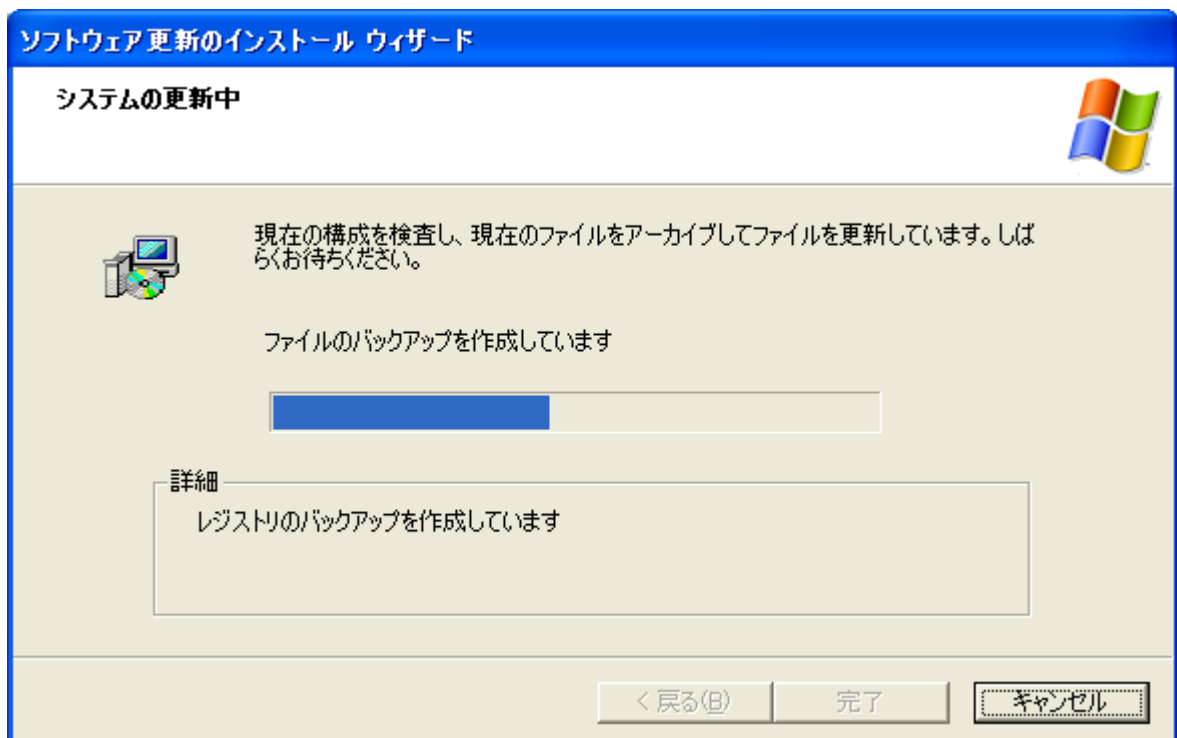 ソフトウェア更新のインストール ウィザード
システムの更新中
現在の構成を検査し、現在のファイルをアーカイブしてファイルを更新しています。しば
らくお待ちください。
ファイルのバックアップを作成しています
詳細
レジストリのバックアップを作成しています
< 戻る(B)
完了
キャンセル